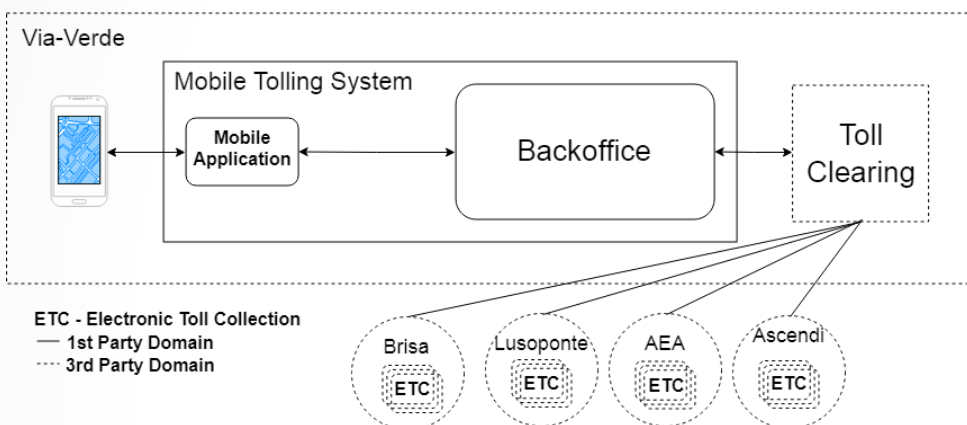 Via-Verde
Mobile Tolling System
Mobile
Application
Backoffice
Toll
Clearing
ETC - Electronic Toll Collection
1st Party Domain
3rd Party Domain
Brisa
ETC
Lusoponte
ETC
AEA
ETC
Ascendi
ETC